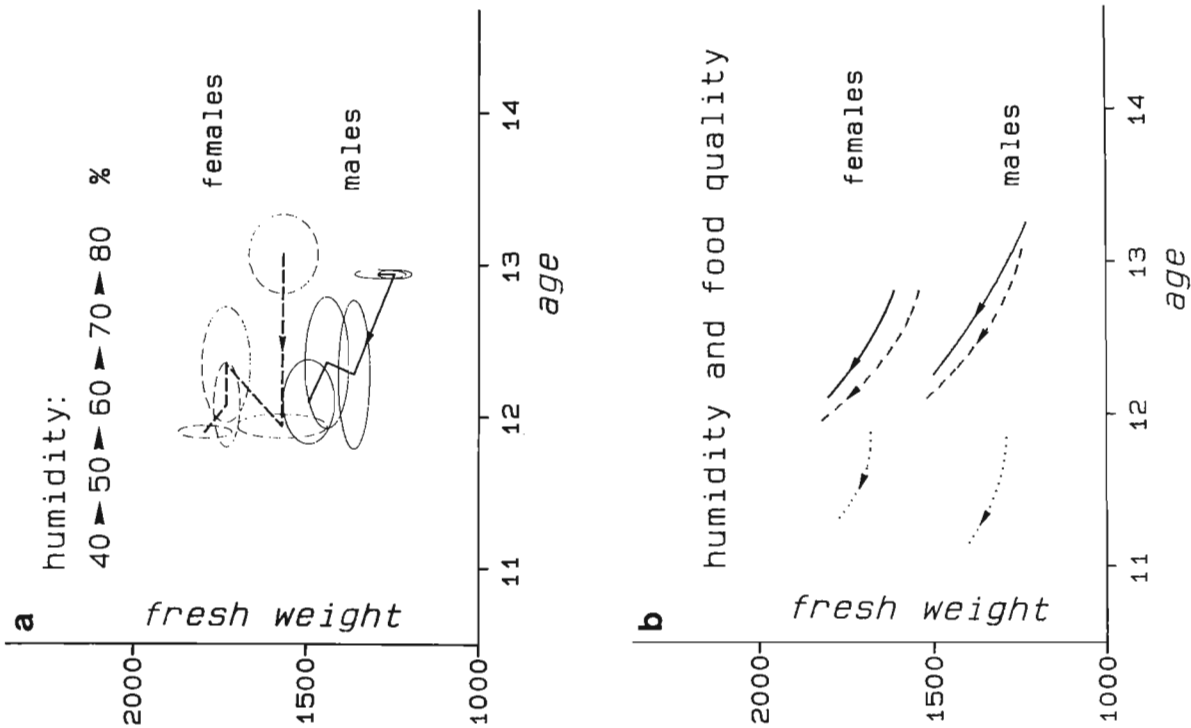 a
humidity:
40 ► 50 ► 60 ► 70 ► 80 %
females
males
fresh weight
2000
1500
1000
11
12
13
14
age
b
humidity and food quality
females
males
fresh weight
2000
1500
1000
11
12
13
14
age